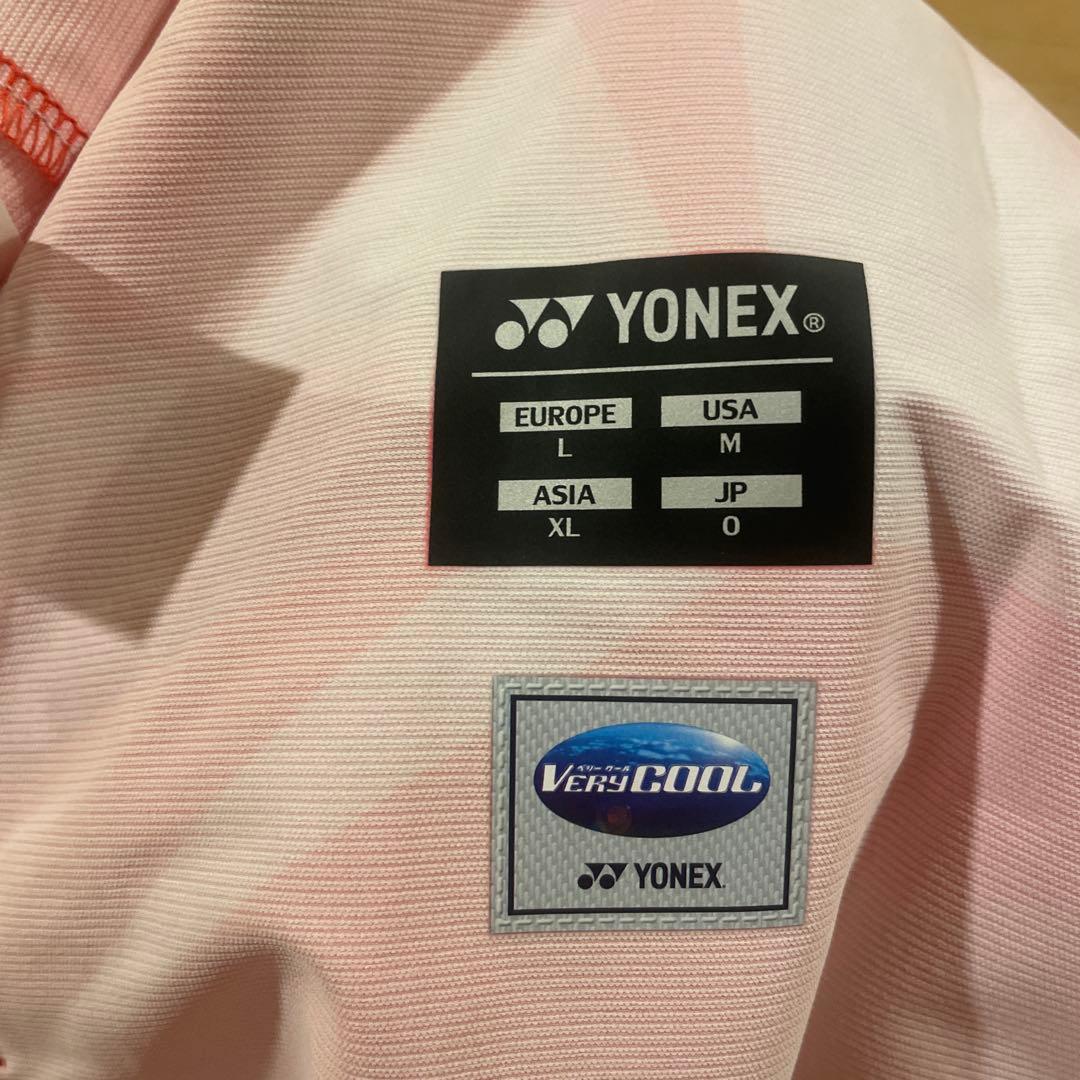 YONEX®
EUROPE USA
L M
ASIA JP
XL O
ベリークール
VERYCOOL
YONEX